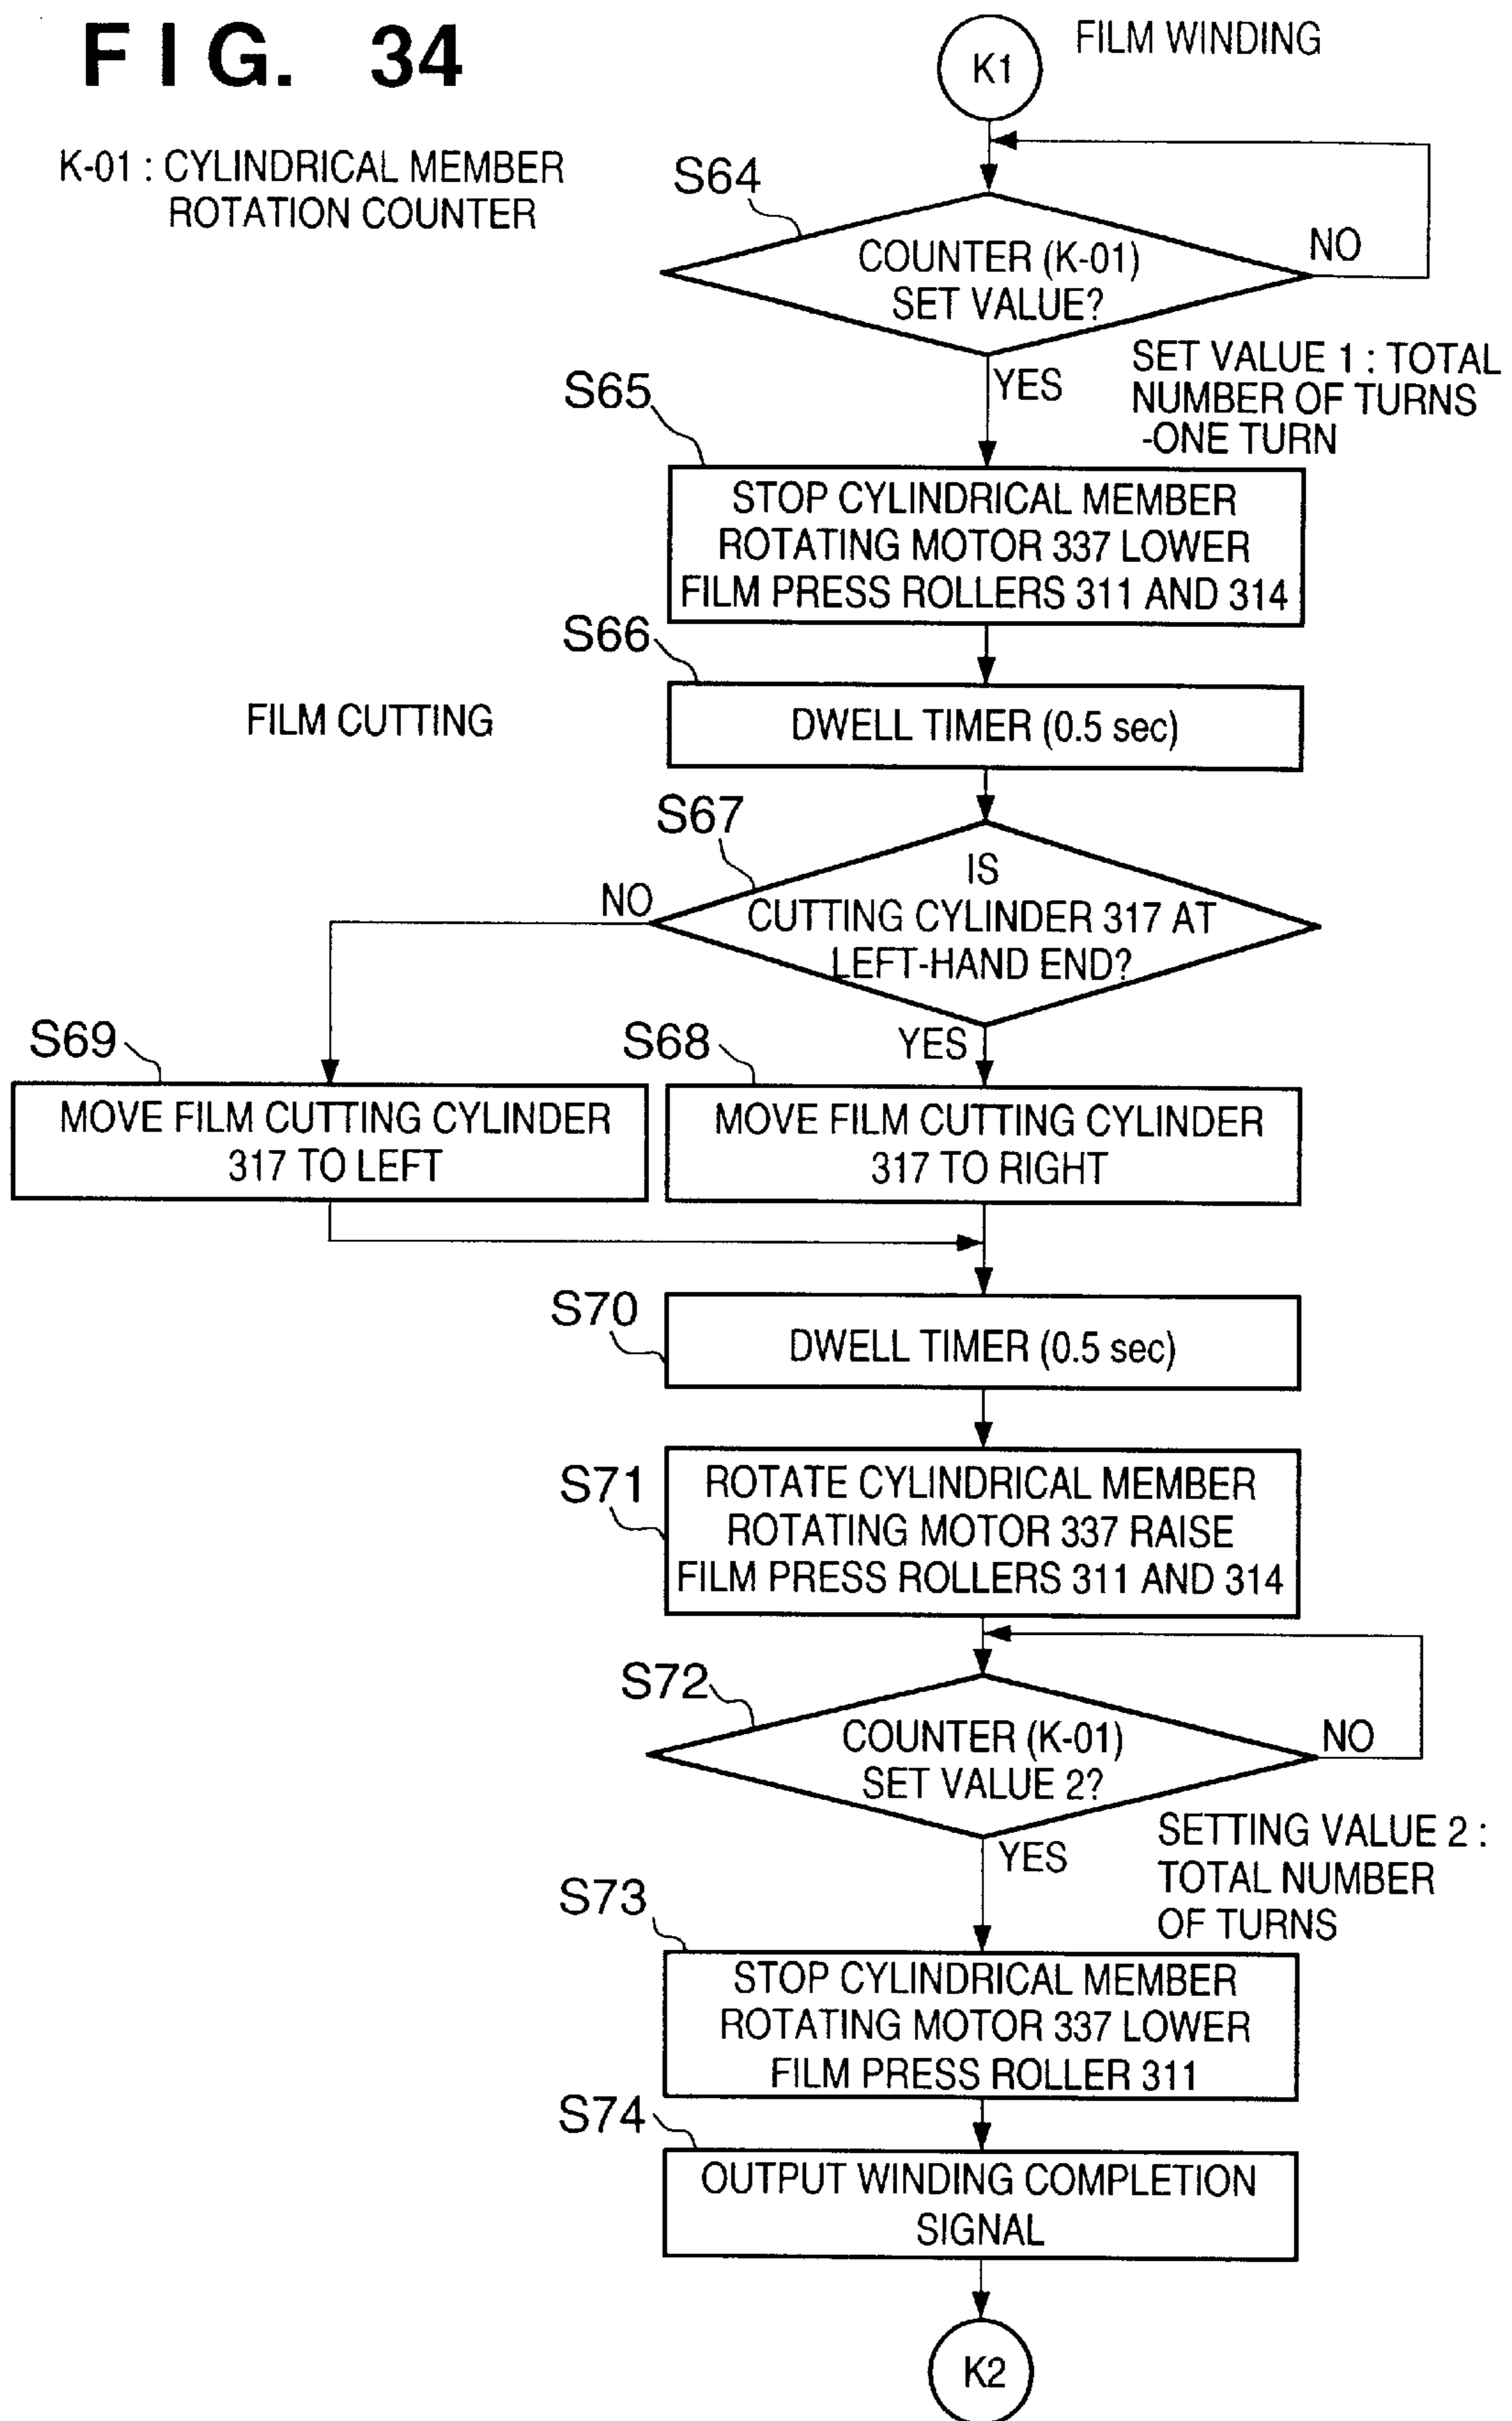 FIG. 34
K1
FILM WINDING
K-01 : CYLINDRICAL MEMBER
ROTATION COUNTER
S64
COUNTER (K-01)
SET VALUE?
NO
YES
SET VALUE 1 : TOTAL
NUMBER OF TURNS
-ONE TURN
S65
STOP CYLINDRICAL MEMBER
ROTATING MOTOR 337 LOWER
FILM PRESS ROLLERS 311 AND 314
S66
FILM CUTTING
DWELL TIMER (0.5 sec)
S67
IS
CUTTING CYLINDER 317 AT
LEFT-HAND END?
NO
YES
S69
MOVE FILM CUTTING CYLINDER
317 TO LEFT
S68
MOVE FILM CUTTING CYLINDER
317 TO RIGHT
S70
DWELL TIMER (0.5 sec)
S71
ROTATE CYLINDRICAL MEMBER
ROTATING MOTOR 337 RAISE
FILM PRESS ROLLERS 311 AND 314
S72
COUNTER (K-01)
SET VALUE 2?
NO
YES
SETTING VALUE 2 :
TOTAL NUMBER
OF TURNS
S73
STOP CYLINDRICAL MEMBER
ROTATING MOTOR 337 LOWER
FILM PRESS ROLLER 311
S74
OUTPUT WINDING COMPLETION
SIGNAL
K2